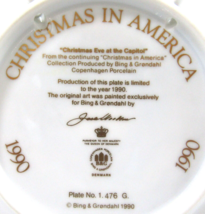 CHRISTMAS IN AMERICA
"Christmas Eve at the Capitol"
From the continuing "Christmas in America"
Collection Produced by Bing & Grøndahl
Copenhagen Porcelain
Production of this plate is limited
to the year 1990.
The original art was painted exclusively
for Bing & Grøndahl by
1990
1990
B&G
DENMARK
Plate No. 1. 476 G.
© Bing & Grøndahl 1990